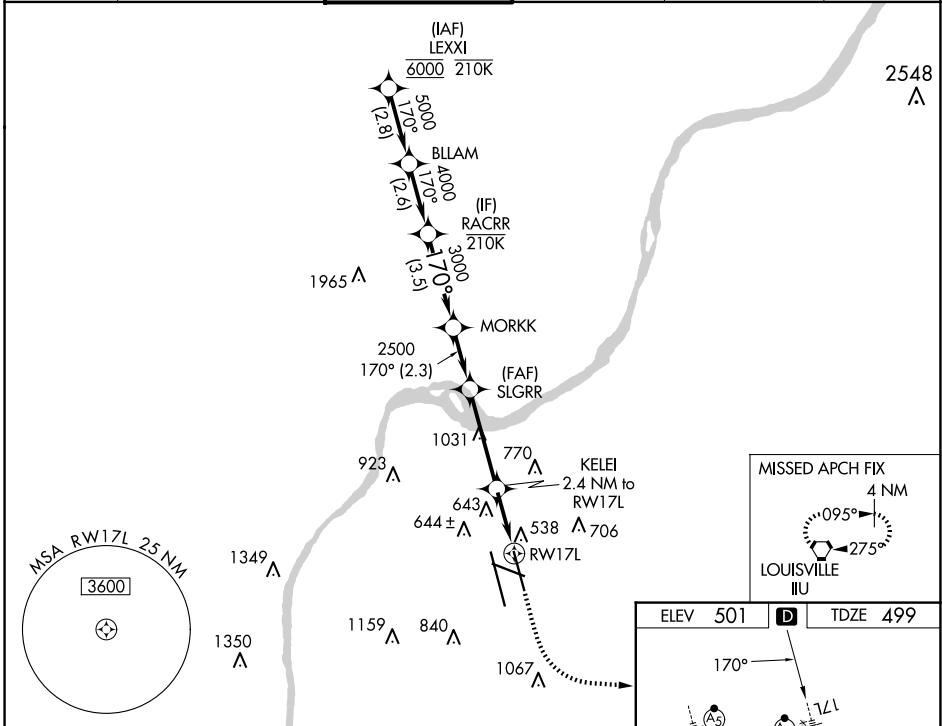 (IAF)
LEXXI
6000 210K
2548
5000
170°
(2.8)
BLLAM
4000
170°
(2.6)
(IF)
RACRR
210K
3000
170°
(3.5)
1965
MORKK
2500
170° (2.3)
(FAF)
SLGRR
1031
770
923
KELEI
2.4 NM to
RW17L
643
644 ±
538
706
RW17L
MISSED APCH FIX
4 NM
095°
275°
LOUISVILLE
IIU
MSA RW17L 25 NM
3600
1349
1350
1159
840
1067
ELEV 501
D
TDZE 499
170°
17L
A5